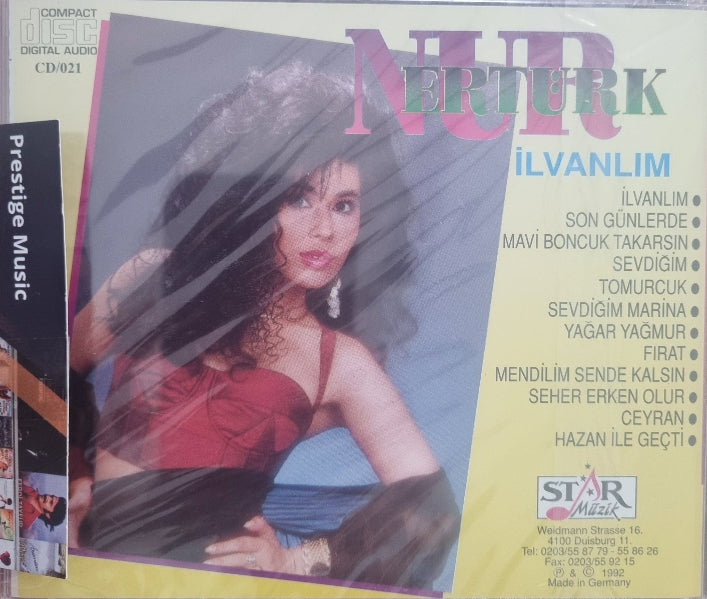 COMPACT
disc
DIGITAL AUDIO
CD/021
NUR
ERTÜRK
İLVANLIM
İLVANLIM
SON GÜNLERDE
MAVİ BONCUK TAKARSIN
SEVDİĞİM
TOMURCUK
SEVDİĞİM MARINA
YAĞAR YAĞMUR
FIRAT
MENDİLİM SENDE KALSIN
SEHER ERKEN OLUR
CEYRAN
HAZAN İLE GEÇTİ
STAR
Müzik
Weidmann Strasse 16.
4100 Duisburg 11.
Tel: 0203/55 87 79 - 55 86 26
Fax: 0203/55 92 15
Ⓟ & © 1992
Made in Germany
Prestige Music